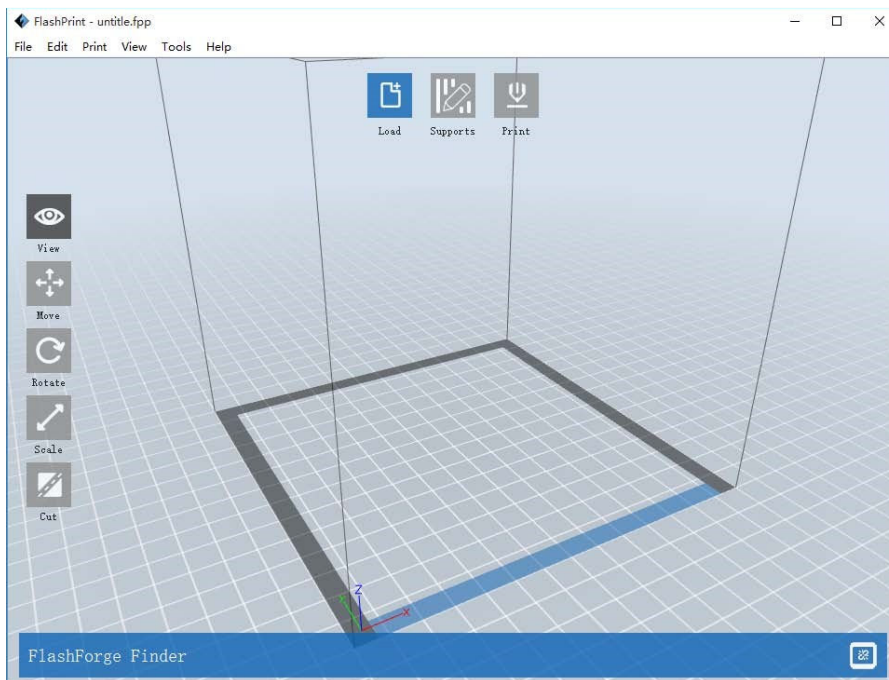 FlashPrint - untitle.fpp
File Edit Print View Tools Help
Load Supports Print
View
Move
Rotate
Scale
Cut
Z
Y
X
FlashForge Finder